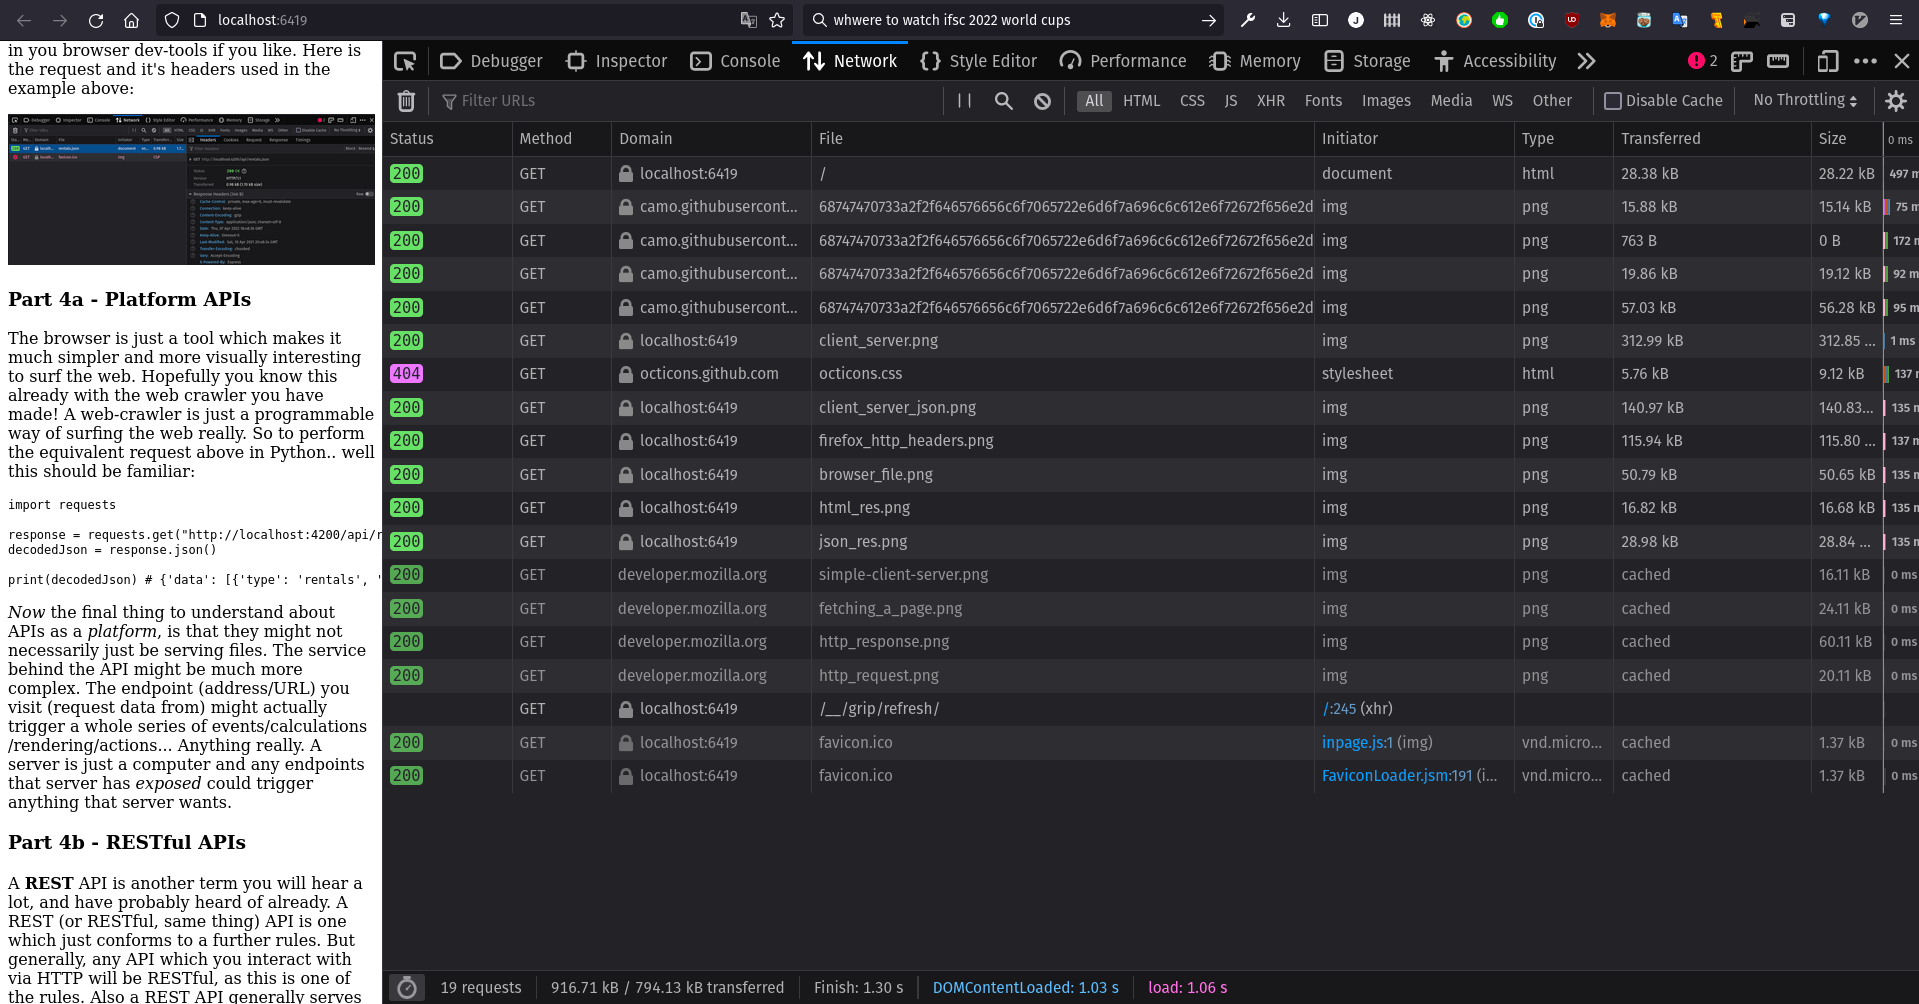 localhost:6419
whwere to watch ifsc 2022 world cups
in you browser dev-tools if you like. Here is
the request and it's headers used in the
example above:
Part 4a - Platform APIs
The browser is just a tool which makes it
much simpler and more visually interesting
to surf the web. Hopefully you know this
already with the web crawler you have
made! A web-crawler is just a programmable
way of surfing the web really. So to perform
the equivalent request above in Python.. well
this should be familiar:
import requests
response = requests.get("http://localhost:4200/api/r
decodedJson = response.json()
print(decodedJson) # {'data': [{'type': 'rentals', '
Now the final thing to understand about
APIs as a platform, is that they might not
necessarily just be serving files. The service
behind the API might be much more
complex. The endpoint (address/URL) you
visit (request data from) might actually
trigger a whole series of events/calculations
/rendering/actions... Anything really. A
server is just a computer and any endpoints
that server has exposed could trigger
anything that server wants.
Part 4b - RESTful APIs
A REST API is another term you will hear a
lot, and have probably heard of already. A
REST (or RESTful, same thing) API is one
which just conforms to a further rules. But
generally, any API which you interact with
via HTTP will be RESTful, as this is one of
the rules. Also a REST API generally serves
Debugger Inspector Console Network Style Editor Performance Memory Storage Accessibility 2
Filter URLs All HTML CSS JS XHR Fonts Images Media WS Other Disable Cache No Throttling
Status Method Domain File Initiator Type Transferred Size 0 ms
200 GET localhost:6419 / document html 28.38 kB 28.22 kB 497 m
200 GET camo.githubusercont... 68747470733a2f2f646576656c6f7065722e6d6f7a696c6c612e6f72672f656e2d img png 15.88 kB 15.14 kB 75 m
200 GET camo.githubusercont... 68747470733a2f2f646576656c6f7065722e6d6f7a696c6c612e6f72672f656e2d img png 763 B 0 B 172 m
200 GET camo.githubusercont... 68747470733a2f2f646576656c6f7065722e6d6f7a696c6c612e6f72672f656e2d img png 19.86 kB 19.12 kB 92 m
200 GET camo.githubusercont... 68747470733a2f2f646576656c6f7065722e6d6f7a696c6c612e6f72672f656e2d img png 57.03 kB 56.28 kB 95 m
200 GET localhost:6419 client_server.png img png 312.99 kB 312.85 ... 1 ms
404 GET octicons.github.com octicons.css stylesheet html 5.76 kB 9.12 kB 137
200 GET localhost:6419 client_server_json.png img png 140.97 kB 140.83... 135 m
200 GET localhost:6419 firefox_http_headers.png img png 115.94 kB 115.80 ... 137 m
200 GET localhost:6419 browser_file.png img png 50.79 kB 50.65 kB 135 m
200 GET localhost:6419 html_res.png img png 16.82 kB 16.68 kB 135 m
200 GET localhost:6419 json_res.png img png 28.98 kB 28.84 ... 135 m
200 GET developer.mozilla.org simple-client-server.png img png cached 16.11 kB 0 ms
200 GET developer.mozilla.org fetching_a_page.png img png cached 24.11 kB 0 ms
200 GET developer.mozilla.org http_response.png img png cached 60.11 kB 0 ms
200 GET developer.mozilla.org http_request.png img png cached 20.11 kB 0 ms
GET localhost:6419 /__/grip/refresh/ /:245 (xhr)
200 GET localhost:6419 favicon.ico inpage.js:1 (img) vnd.micro... cached 1.37 kB 0 ms
200 GET localhost:6419 favicon.ico FaviconLoader.jsm:191 (i... vnd.micro... cached 1.37 kB 0 ms
19 requests 916.71 kB / 794.13 kB transferred Finish: 1.30 s DOMContentLoaded: 1.03 s load: 1.06 s